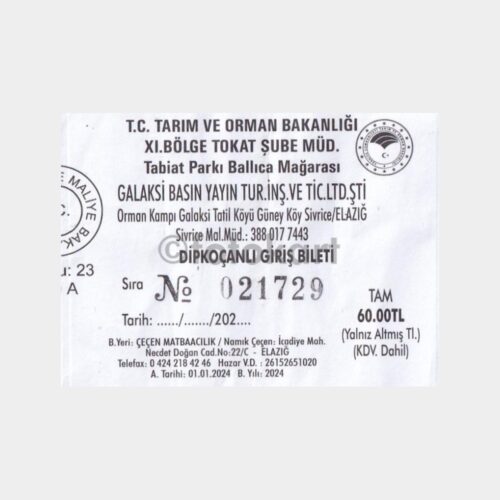 T.C. TARIM VE ORMAN BAKANLIĞI
XI.BÖLGE TOKAT ŞUBE MÜD.
Tabiat Parkı Ballıca Mağarası
GALAKSİ BASIN YAYIN TUR.İNŞ.VE TİC.LTD.ŞTİ
Orman Kampı Galaksi Tatil Köyü Güney Köy Sivrice/ELAZIĞ
Sivrice Mal.Müd.: 388 017 7443
DİPKOÇANLI GİRİŞ BİLETİ
Sıra № 021729
Tarih: ....../......./202....
TAM
60.00TL
(Yalnız Altmış Tl.)
(KDV. Dahil)
B.Yeri: ÇEÇEN MATBAACILIK / Namık Çeçen: İcadiye Mah.
Necdet Doğan Cad.No:22/C - ELAZIĞ
Telefax: 0 424 218 42 46 Hazar V.D.: 26152651020
A. Tarihi: 01.01.2024 B. Yılı: 2024
MALİYE BAK
: 23
A